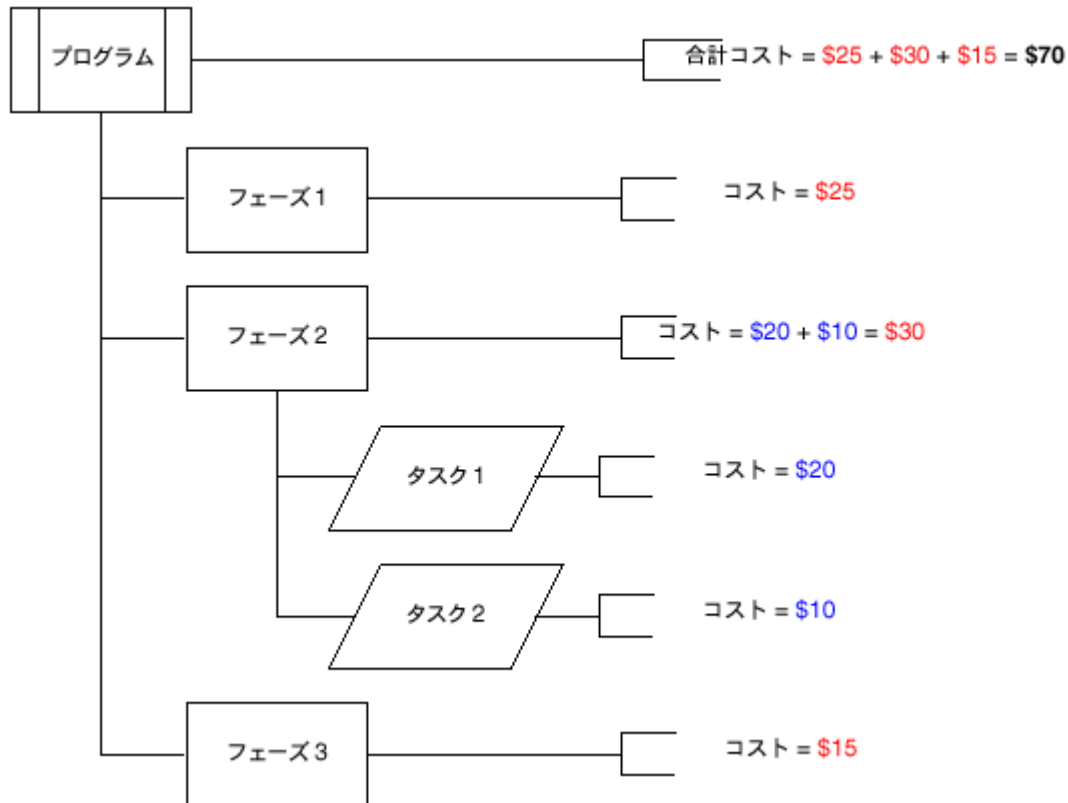 プログラム
合計コスト = $25 + $30 + $15 = $70
フェーズ 1
コスト = $25
フェーズ 2
コスト = $20 + $10 = $30
タスク 1
コスト = $20
タスク 2
コスト = $10
フェーズ 3
コスト = $15